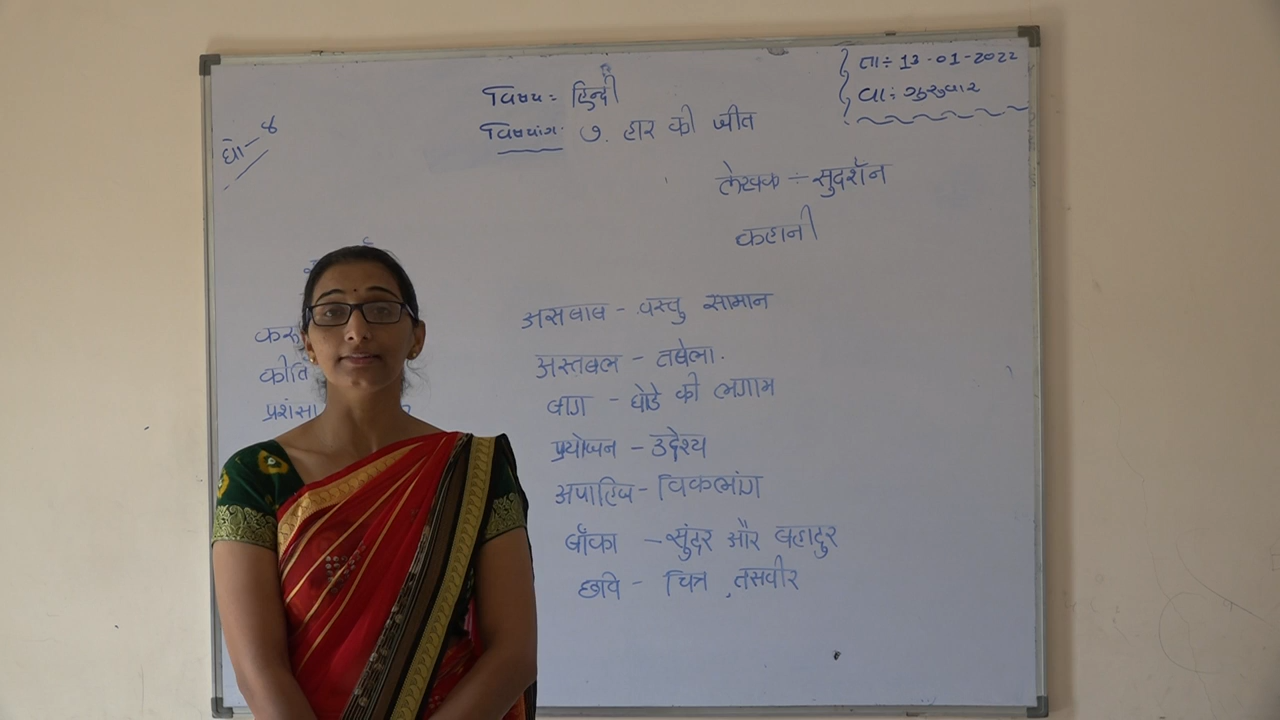 ता÷ 13-01-2022
वा: गुरुवार
विषय:- हिन्दी
विषयांग:- ७. हार की जीत
लेखक ÷ सुदर्शन
कहानी
असबाब - वस्तु सामान
अस्तबल - तबेला.
बाग - घोडे की लगाम
प्रशंसा
प्रयोजन - उद्देश्य
अपाहिज - विकलांग
बाँका - सुंदर और बहादुर
छवि - चित्र, तसवीर